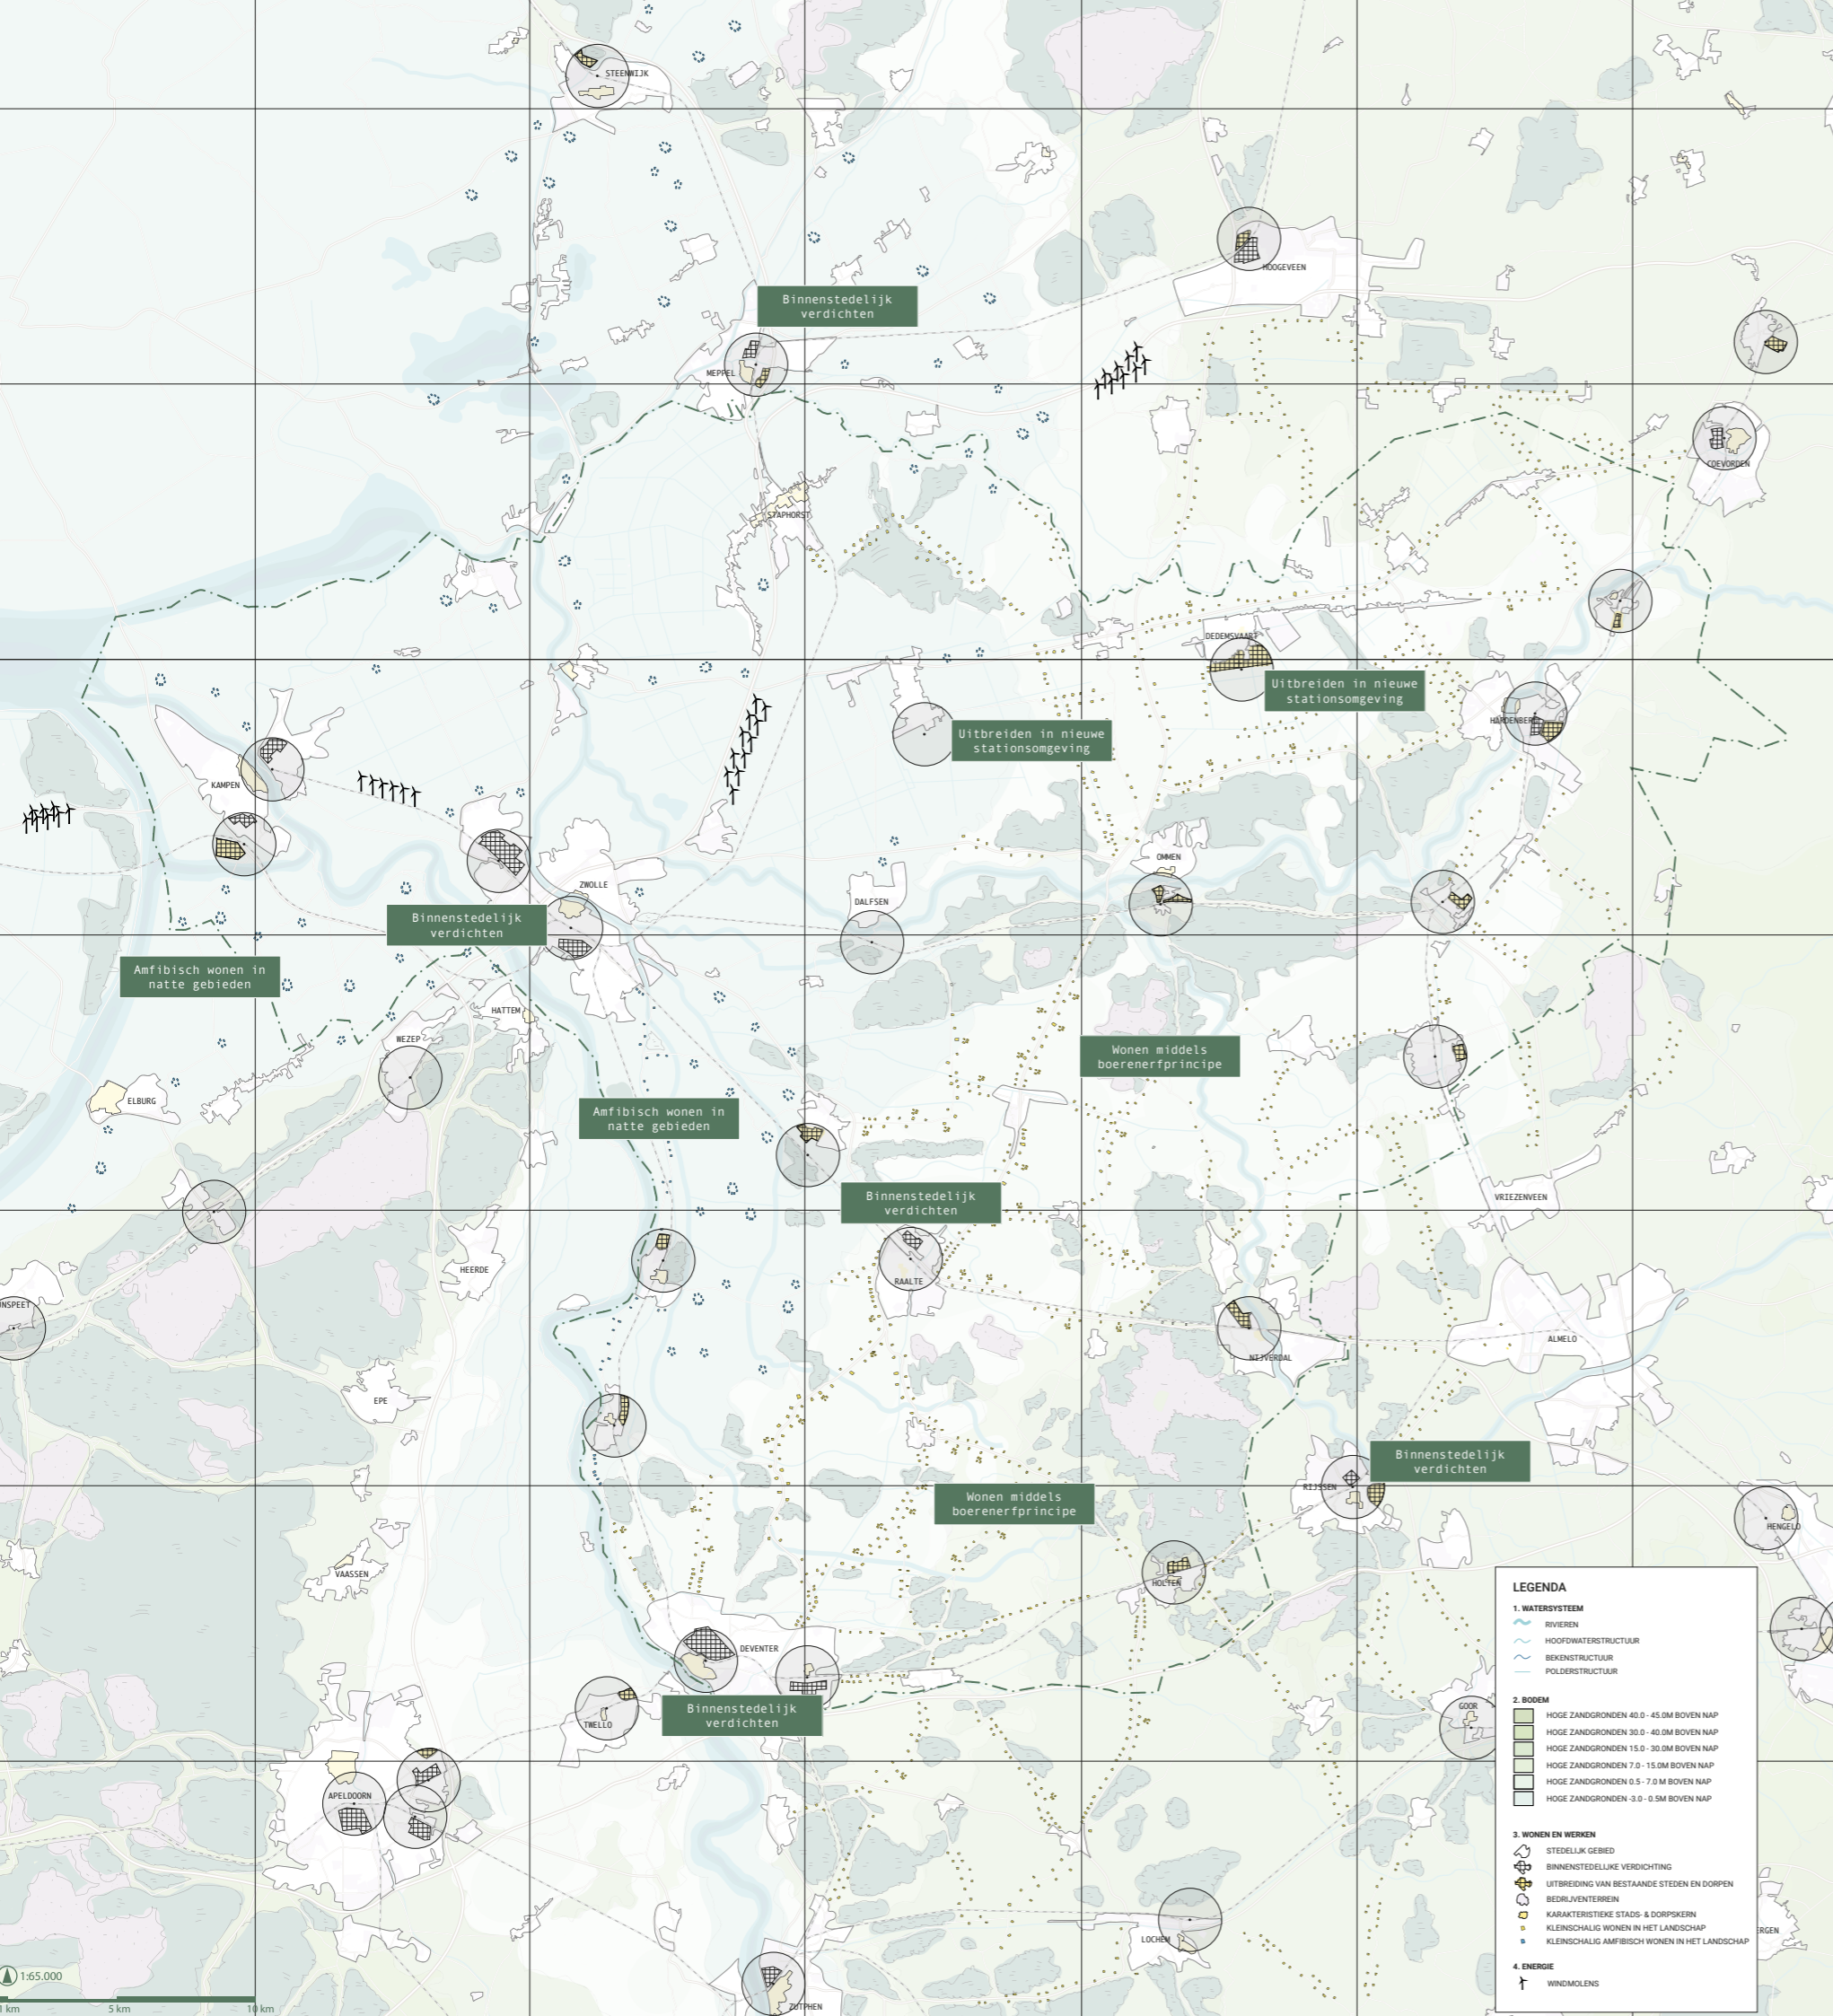 STEENWIJK
HOOGEVEEN
Binnenstedelijk
verdichten
MEPPEL
COEVORDEN
STAPHORST
DEDEMSVAART
Uitbreiden in nieuwe
stationsomgeving
HARDENBERG
Uitbreiden in nieuwe
stationsomgeving
KAMPEN
OMMEN
ZWOLLE
DALFSEN
Binnenstedelijk
verdichten
Amfibisch wonen in
natte gebieden
HATTEM
WEZEP
Wonen middels
boerenerfprincipe
ELBURG
Amfibisch wonen in
natte gebieden
Binnenstedelijk
verdichten
VRIEZENVEEN
HEERDE
RAALTE
NSPEET
ALMELO
NIJVERDAL
EPE
Binnenstedelijk
verdichten
RIJSSEN
Wonen middels
boerenerfprincipe
HENGELO
VAASSEN
HOLTEN
DEVENTER
GOOR
Binnenstedelijk
verdichten
TWELLO
APELDOORN
LOCHEM
ERGEN
ZUTPHEN
1:65.000
1 km
5 km
10 km
LEGENDA
1. WATERSYSTEEM
RIVIEREN
HOOFDWATERSTRUCTUUR
BEKENSTRUCTUUR
POLDERSTRUCTUUR
2. BODEM
HOGE ZANDGRONDEN 40.0 - 45.0M BOVEN NAP
HOGE ZANDGRONDEN 30.0 - 40.0M BOVEN NAP
HOGE ZANDGRONDEN 15.0 - 30.0M BOVEN NAP
HOGE ZANDGRONDEN 7.0 - 15.0M BOVEN NAP
HOGE ZANDGRONDEN 0.5 - 7.0 M BOVEN NAP
HOGE ZANDGRONDEN -3.0 - 0.5M BOVEN NAP
3. WONEN EN WERKEN
STEDELIJK GEBIED
BINNENSTEDELIJKE VERDICHTING
UITBREIDING VAN BESTAANDE STEDEN EN DORPEN
BEDRIJVENTERREIN
KARAKTERISTIEKE STADS- & DORPSKERN
KLEINSCHALIG WONEN IN HET LANDSCHAP
KLEINSCHALIG AMFIBISCH WONEN IN HET LANDSCHAP
4. ENERGIE
WINDMOLENS